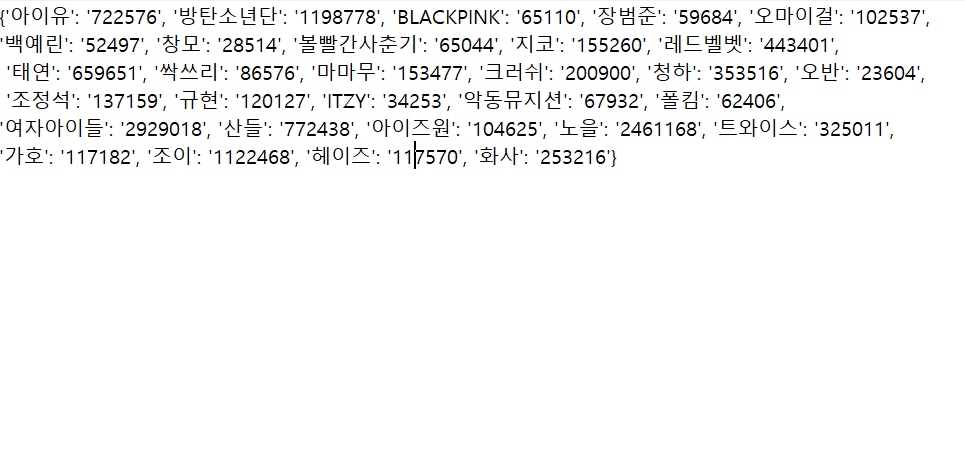 {'아이유': '722576', '방탄소년단': '1198778', 'BLACKPINK': '65110', '장범준': '59684', '오마이걸': '102537',
'백예린': '52497', '창모': '28514', '볼빨간사춘기': '65044', '지코': '155260', '레드벨벳': '443401',
'태연': '659651', '싹쓰리': '86576', '마마무': '153477', '크러쉬': '200900', '청하': '353516', '오반': '23604',
'조정석': '137159', '규현': '120127', 'ITZY': '34253', '악동뮤지션': '67932', '폴킴': '62406',
'여자아이들': '2929018', '산들': '772438', '아이즈원': '104625', '노을': '2461168', '트와이스': '325011',
'가호': '117182', '조이': '1122468', '헤이즈': '117570', '화사': '253216'}